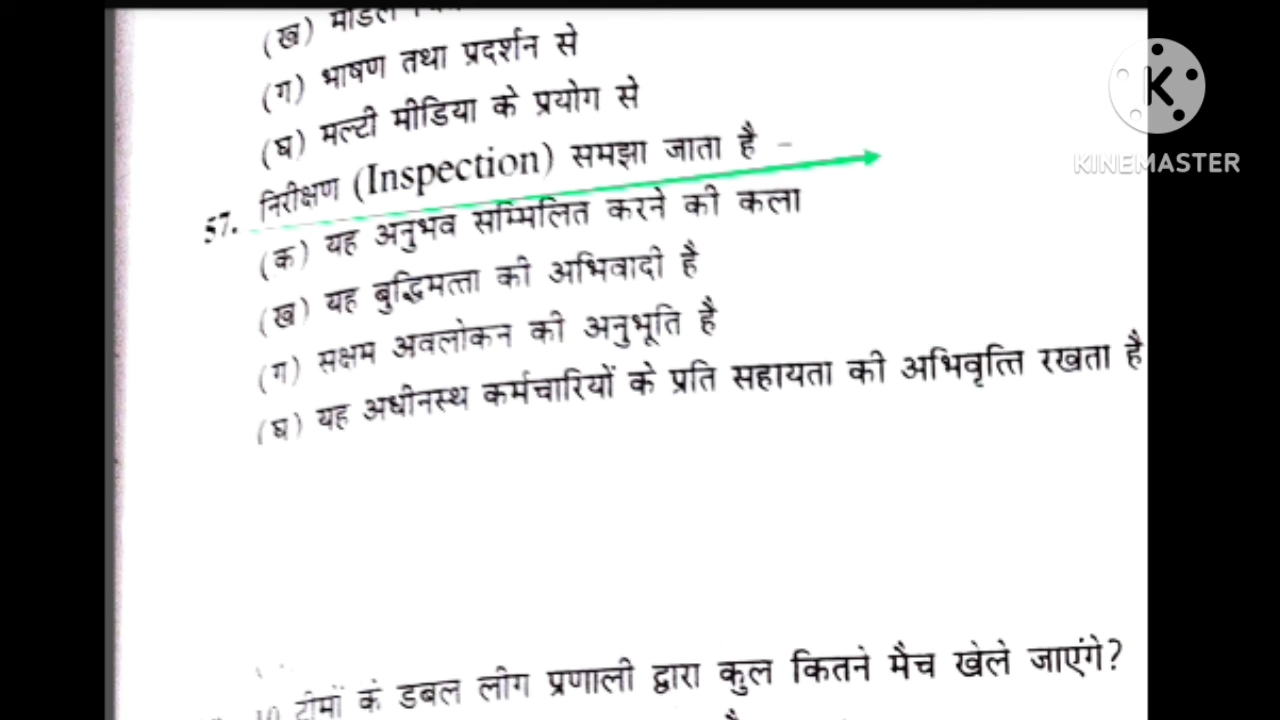 (ख) मॉडल
(ग) भाषण तथा प्रदर्शन से
(घ) मल्टी मीडिया के प्रयोग से
57. निरीक्षण (Inspection) समझा जाता है –
(क) यह अनुभव सम्मिलित करने की कला
(ख) यह बुद्धिमत्ता की अभिवादी है
(ग) सक्षम अवलोकन की अनुभूति है
(घ) यह अधीनस्थ कर्मचारियों के प्रति सहायता की अभिवृत्ति रखता है
10 टीमों के डबल लीग प्रणाली द्वारा कुल कितने मैच खेले जाएंगे?
K
KINEMASTER